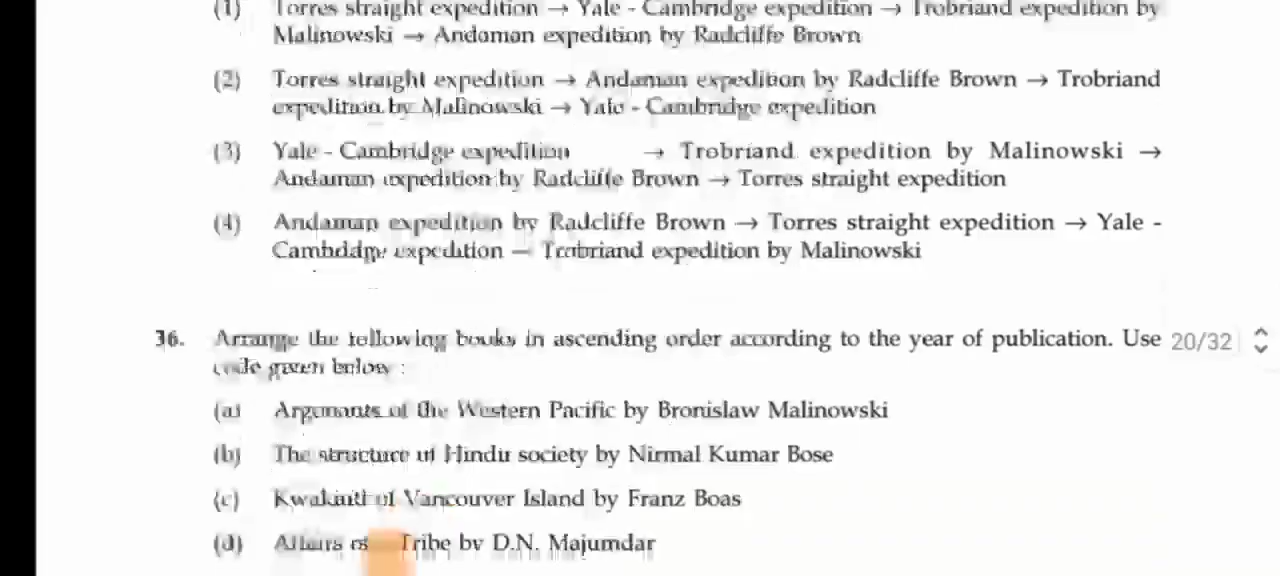 (1) Torres straight expedition → Yale - Cambridge expedition → Trobriand expedition by
Malinowski → Andaman expedition by Radcliffe Brown
(2) Torres straight expedition → Andaman expedition by Radcliffe Brown → Trobriand
expedition by Malinowski → Yale - Cambridge expedition
(3) Yale - Cambridge expedition → Trobriand expedition by Malinowski →
Andaman expedition by Radcliffe Brown → Torres straight expedition
(4) Andaman expedition by Radcliffe Brown → Torres straight expedition → Yale -
Cambridge expedition — Trobriand expedition by Malinowski
36. Arrange the following books in ascending order according to the year of publication. Use 20/32
code given below :
(a) of the Western Pacific by Bronislaw Malinowski
(b) The structure of Hindu society by Nirmal Kumar Bose
(c) of Vancouver Island by Franz Boas
(d) Affairs Tribe by D.N. Majumdar